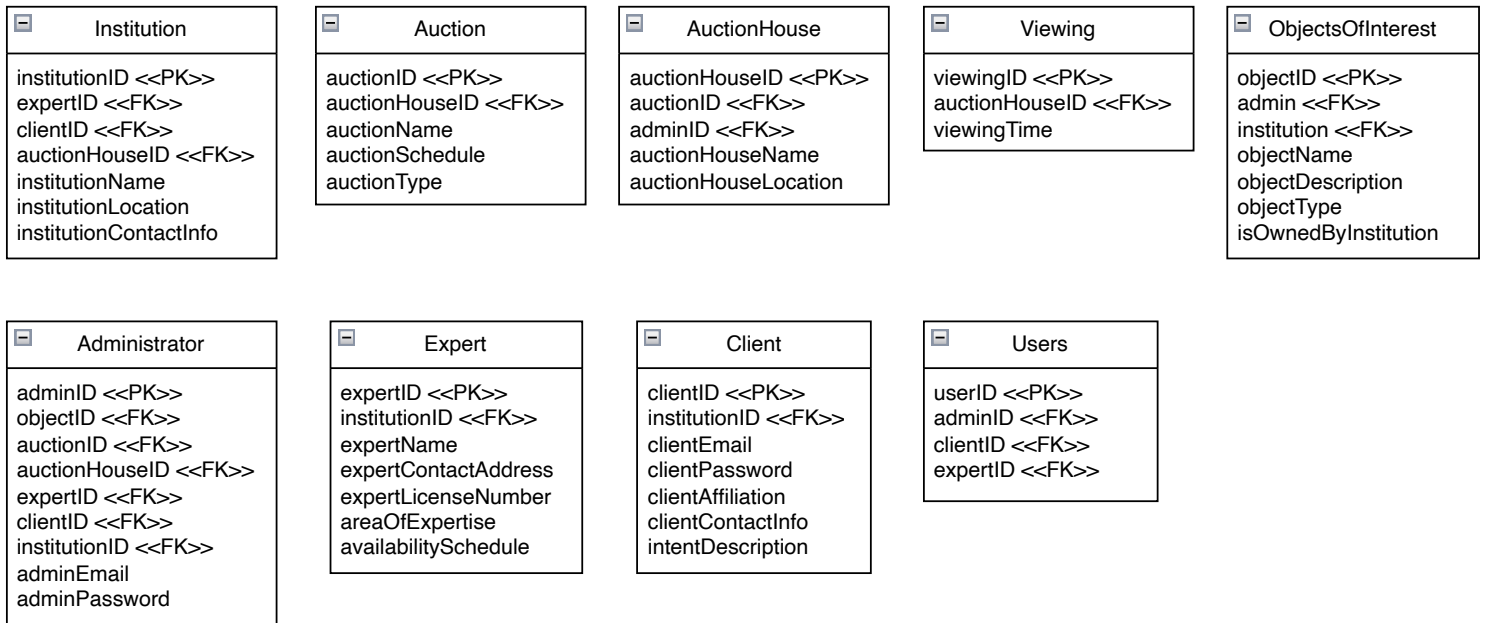 Institution
institutionID <<PK>>
expertID <<FK>>
clientID <<FK>>
auctionHouseID <<FK>>
institutionName
institutionLocation
institutionContactInfo
Auction
auctionID <<PK>>
auctionHouseID <<FK>>
auctionName
auctionSchedule
auctionType
AuctionHouse
auctionHouseID <<PK>>
auctionID <<FK>>
adminID <<FK>>
auctionHouseName
auctionHouseLocation
Viewing
viewingID <<PK>>
auctionHouseID <<FK>>
viewingTime
ObjectsOfInterest
objectID <<PK>>
admin <<FK>>
institution <<FK>>
objectName
objectDescription
objectType
isOwnedByInstitution
Administrator
adminID <<PK>>
objectID <<FK>>
auctionID <<FK>>
auctionHouseID <<FK>>
expertID <<FK>>
clientID <<FK>>
institutionID <<FK>>
adminEmail
adminPassword
Expert
expertID <<PK>>
institutionID <<FK>>
expertName
expertContactAddress
expertLicenseNumber
areaOfExpertise
availabilitySchedule
Client
clientID <<PK>>
institutionID <<FK>>
clientEmail
clientPassword
clientAffiliation
clientContactInfo
intentDescription
Users
userID <<PK>>
adminID <<FK>>
clientID <<FK>>
expertID <<FK>>